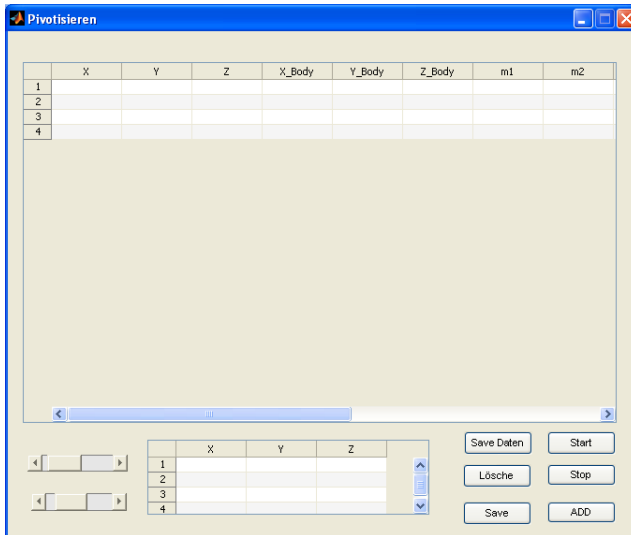 Pivotisieren
X Y Z X_Body Y_Body Z_Body m1 m2
1
2
3
4
Save Daten Start
X Y Z
1
2
3
4
Lösche Stop
Save ADD